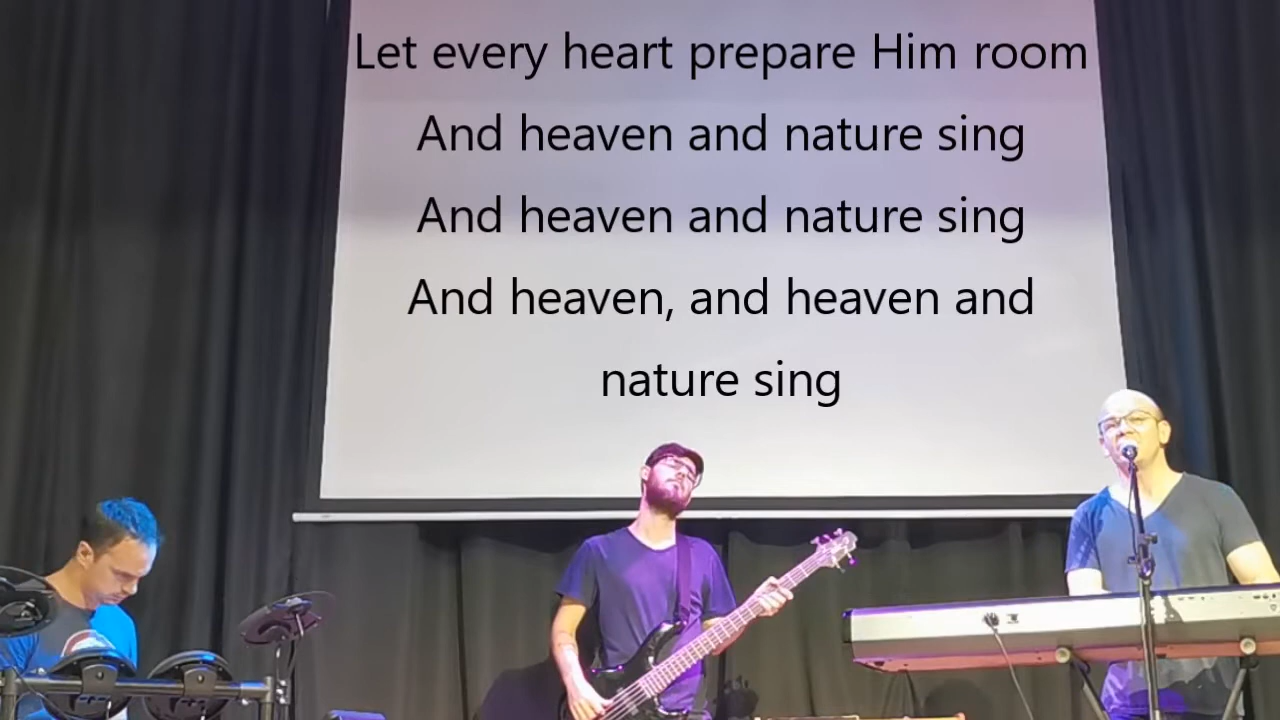 Let every heart prepare Him room
And heaven and nature sing
And heaven and nature sing
And heaven, and heaven and
nature sing